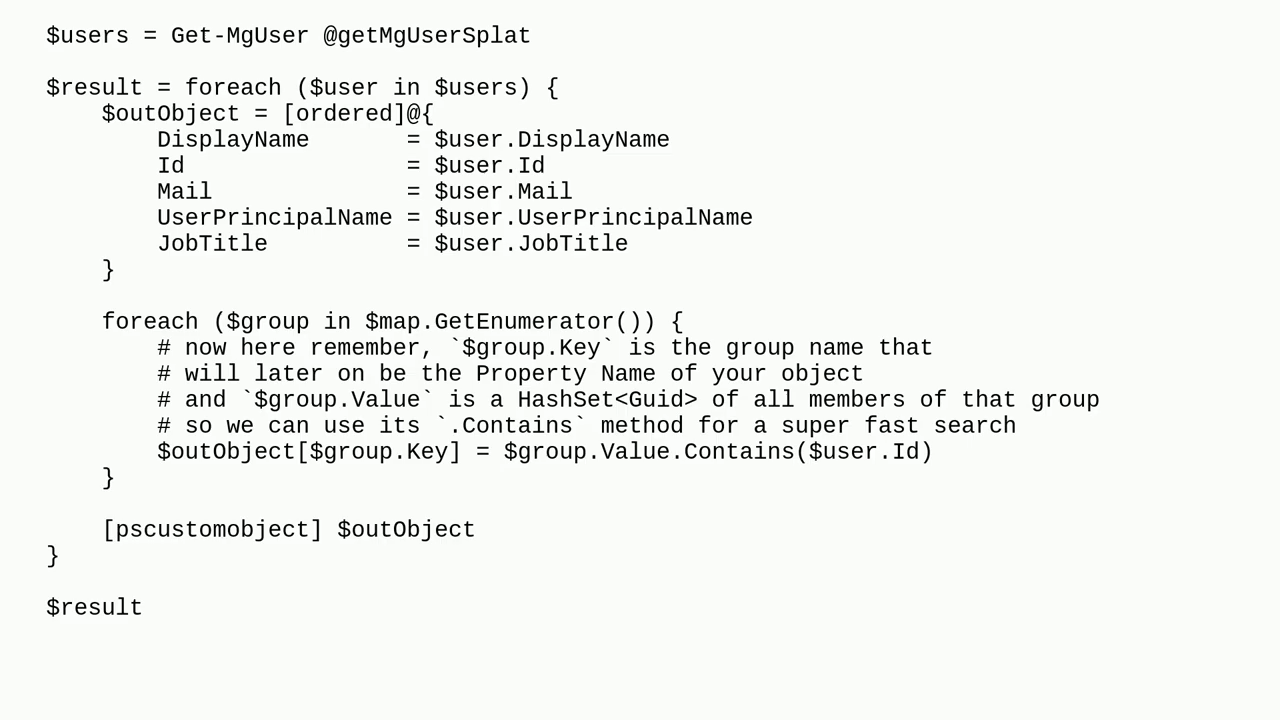 $users = Get-MgUser @getMgUserSplat
$result = foreach ($user in $users) {
    $outObject = [ordered]@{
        DisplayName       = $user.DisplayName
        Id                = $user.Id
        Mail              = $user.Mail
        UserPrincipalName = $user.UserPrincipalName
        JobTitle          = $user.JobTitle
    }
    foreach ($group in $map.GetEnumerator()) {
        # now here remember, `$group.Key` is the group name that
        # will later on be the Property Name of your object
        # and `$group.Value` is a HashSet<Guid> of all members of that group
        # so we can use its `.Contains` method for a super fast search
        $outObject[$group.Key] = $group.Value.Contains($user.Id)
    }
    [pscustomobject] $outObject
}
$result